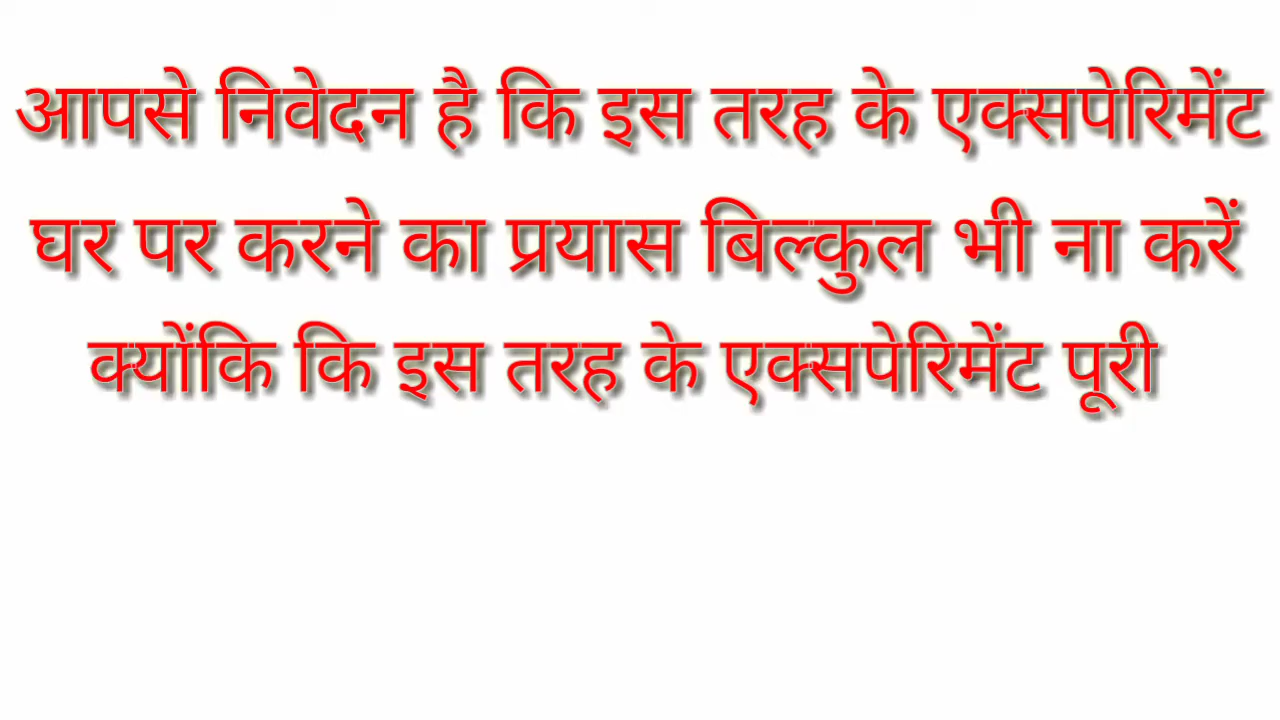 आपसे निवेदन है कि इस तरह के एक्सपेरिमेंट
घर पर करने का प्रयास बिल्कुल भी ना करें
क्योंकि कि इस तरह के एक्सपेरिमेंट पूरी